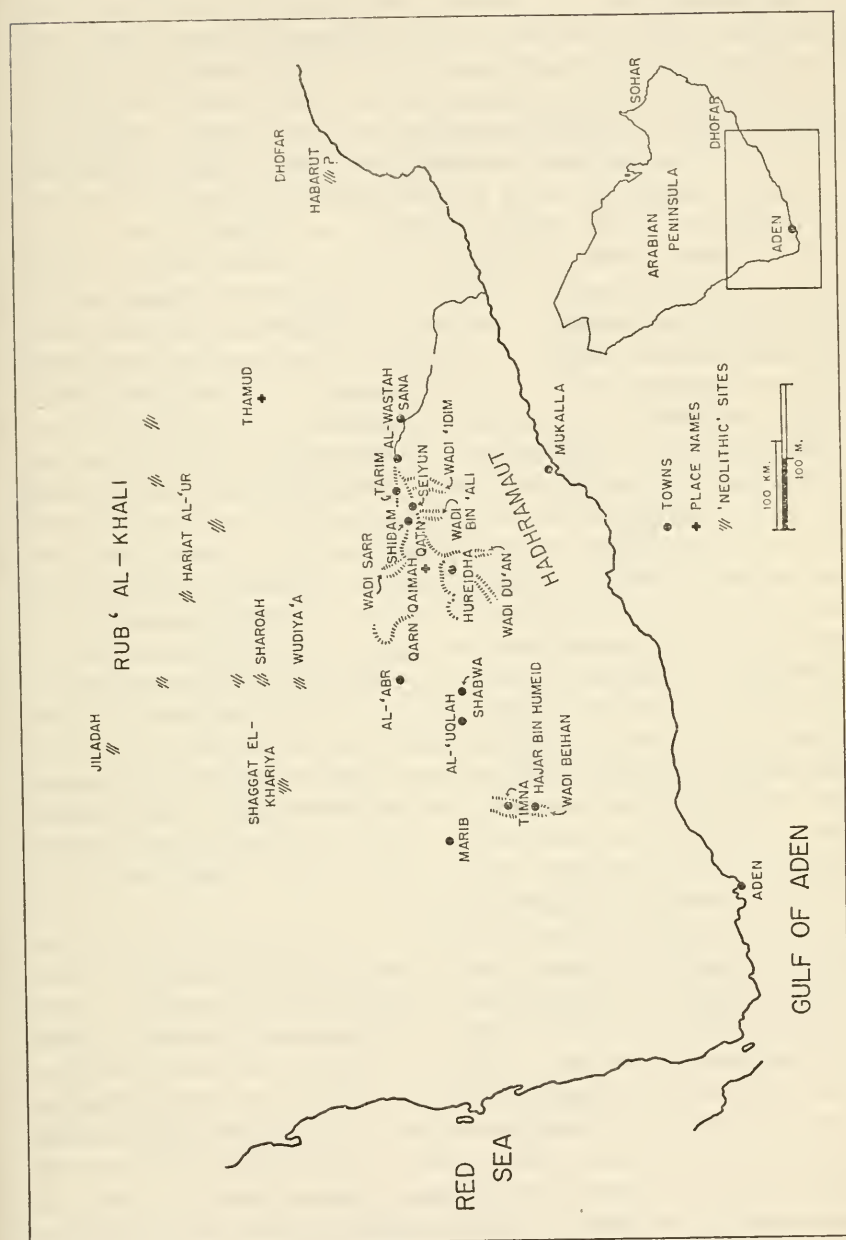 JILADAH
RUB' AL-KHALI
HARIAT AL-'UR
SHAROAH
SHAGGAT EL-
KHARIYA
WUDIYA'A
THAMUD
DHOFAR
HABARUT
?
WADI SARR
SHIBAM
TARIM
AL-WASTAH
SANA
AL-'ABR
QARN QAIMAH
QATN
SEIYUN
WADI 'IDIM
WADI
BIN 'ALI
HUREIDHA
WADI DU'AN
AL-'UQLAH
SHABWA
MARIB
TIMNA
HAJAR BIN HUMEID
WADI BEIHAN
HADHRAMAUT
MUKALLA
ADEN
RED
SEA
GULF OF ADEN
TOWNS
PLACE NAMES
'NEOLITHIC' SITES
100 KM.
100 M.
ARABIAN
PENINSULA
SOHAR
DHOFAR
ADEN